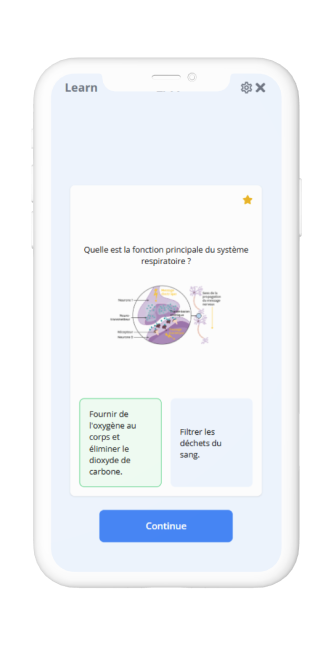 Learn
Quelle est la fonction principale du système
respiratoire ?
Fournir de
l'oxygène au
corps et
éliminer le
dioxyde de
carbone.
Filtrer les
déchets du
sang.
Continue